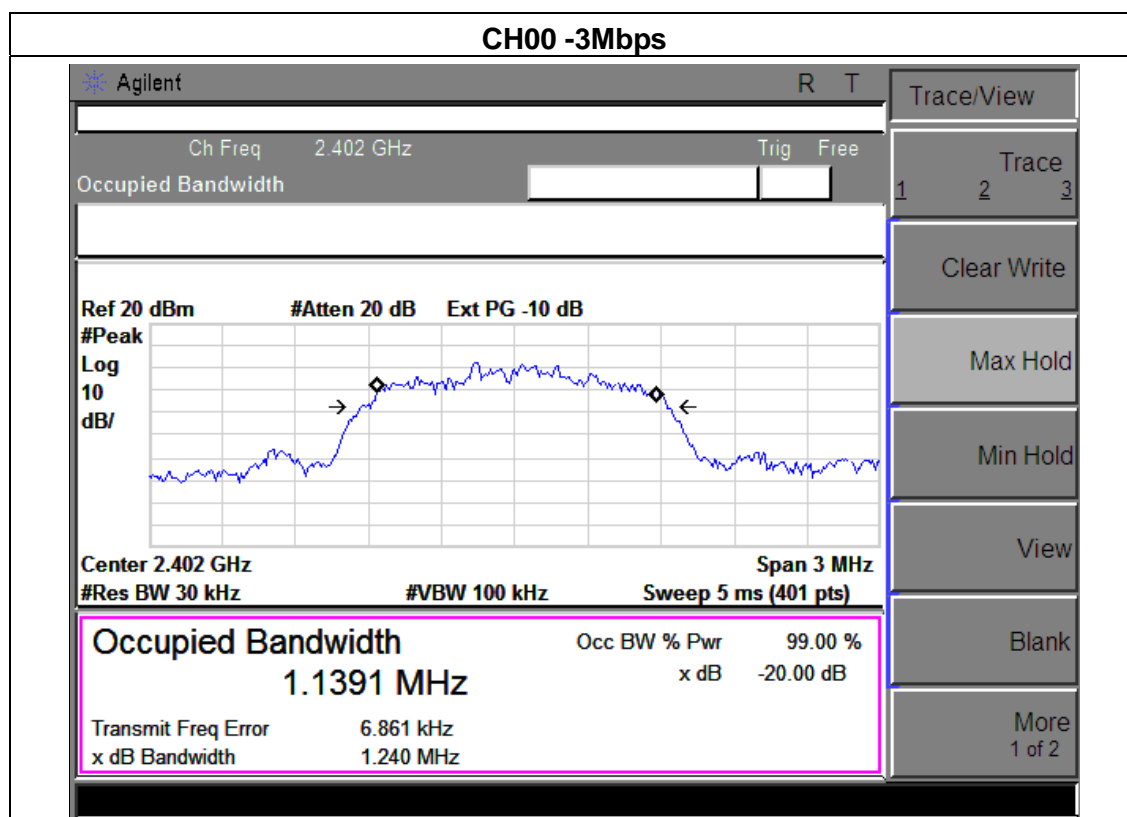 CH00 -3Mbps
Agilent R T
Ch Freq 2.402 GHz Trig Free
Occupied Bandwidth
Ref 20 dBm #Atten 20 dB Ext PG -10 dB
#Peak
Log
10
dB/
Center 2.402 GHz Span 3 MHz
#Res BW 30 kHz #VBW 100 kHz Sweep 5 ms (401 pts)
Occupied Bandwidth Occ BW % Pwr 99.00 %
1.1391 MHz x dB -20.00 dB
Transmit Freq Error 6.861 kHz
x dB Bandwidth 1.240 MHz
Trace/View
Trace
1 2 3
Clear Write
Max Hold
Min Hold
View
Blank
More
1 of 2